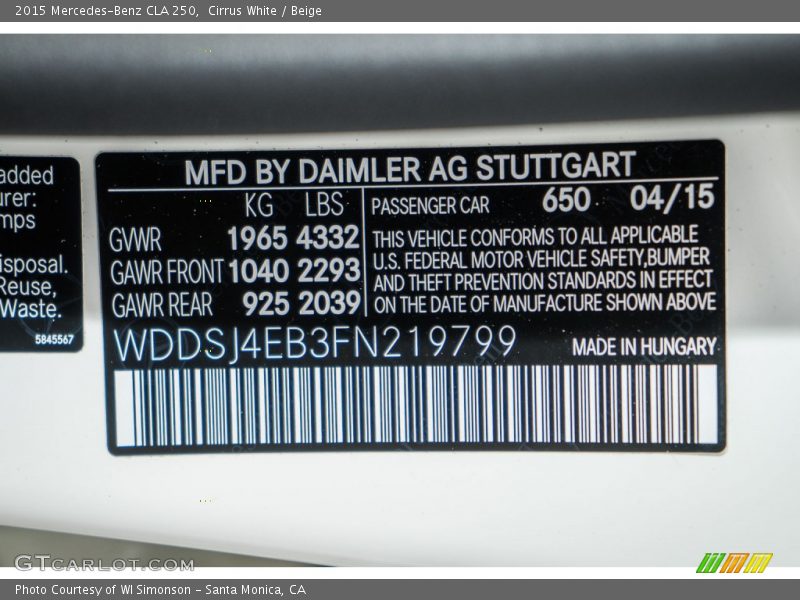 2015 Mercedes-Benz CLA 250,  Cirrus White / Beige
added
urer:
mps
isposal.
Reuse,
Waste.
5845567
MFD BY DAIMLER AG STUTTGART
KG LBS
GVWR 1965 4332
GAWR FRONT 1040 2293
GAWR REAR 925 2039
PASSENGER CAR 650 04/15
THIS VEHICLE CONFORMS TO ALL APPLICABLE
U.S. FEDERAL MOTOR VEHICLE SAFETY,BUMPER
AND THEFT PREVENTION STANDARDS IN EFFECT
ON THE DATE OF MANUFACTURE SHOWN ABOVE
WDDSJ4EB3FN219799 MADE IN HUNGARY
GTCARLOT.COM
Photo Courtesy of WI Simonson - Santa Monica, CA